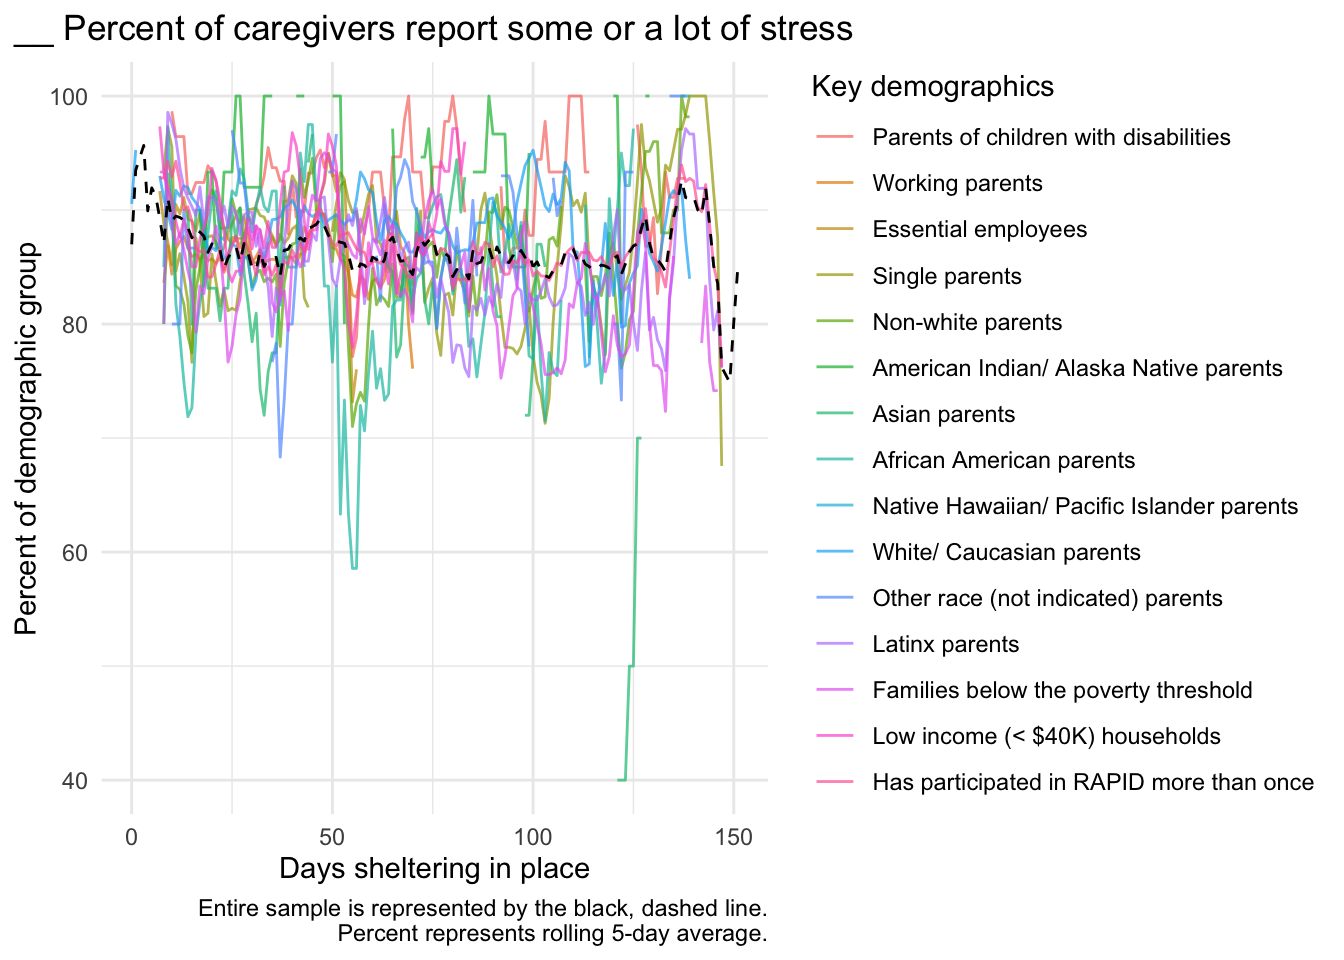 __ Percent of caregivers report some or a lot of stress
Percent of demographic group
100
80
60
40
0
50
100
150
Days sheltering in place
Entire sample is represented by the black, dashed line.
Percent represents rolling 5-day average.
Key demographics
Parents of children with disabilities
Working parents
Essential employees
Single parents
Non-white parents
American Indian/ Alaska Native parents
Asian parents
African American parents
Native Hawaiian/ Pacific Islander parents
White/ Caucasian parents
Other race (not indicated) parents
Latinx parents
Families below the poverty threshold
Low income (< $40K) households
Has participated in RAPID more than once